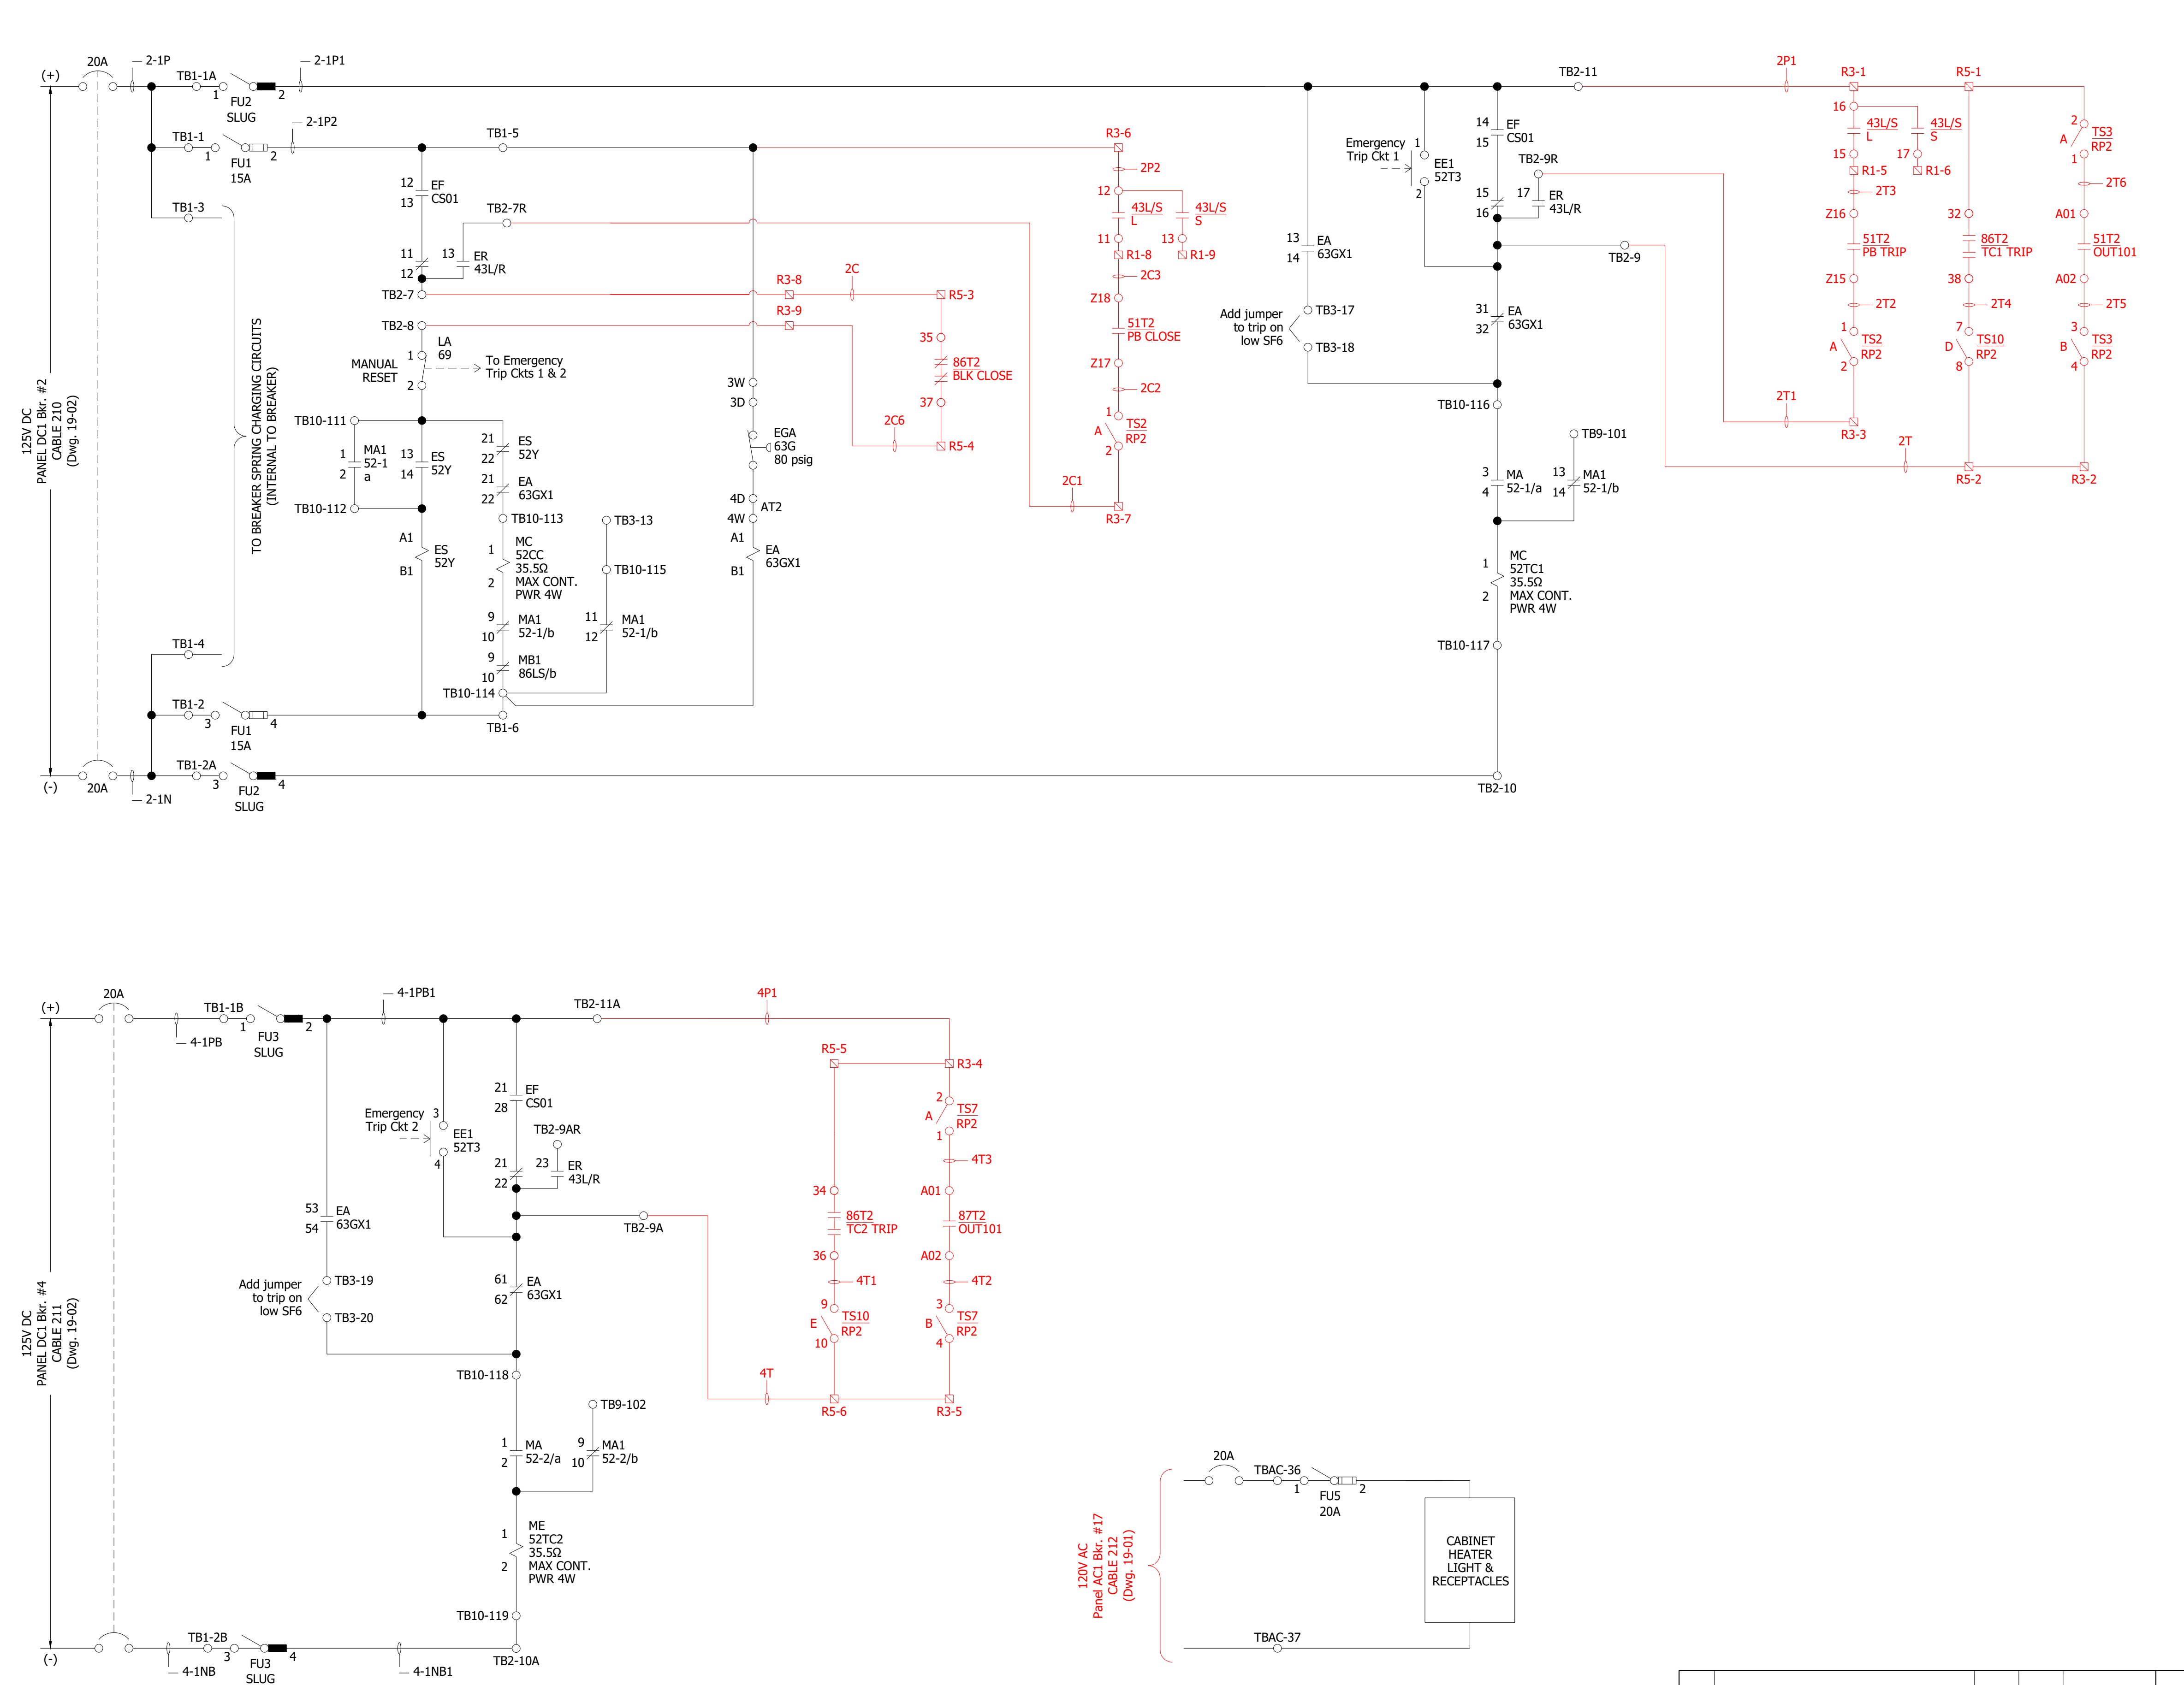 (+)
20A
2-1P
TB1-1A
1
2
FU2
SLUG
2-1P1
TB1-1
1
2
FU1
15A
2-1P2
TB1-3
TB1-5
125V DC
PANEL DC1 Bkr. #2
CABLE 210
(Dwg. 19-02)
TO BREAKER SPRING CHARGING CIRCUITS
(INTERNAL TO BREAKER)
12
13
EF
CS01
TB2-7R
11
12
13
ER
43L/R
TB2-7
TB2-8
1
LA
69
MANUAL
RESET
2
To Emergency
Trip Ckts 1 & 2
TB10-111
1
2
MA1
52-1
a
13
14
ES
52Y
TB10-112
21
22
ES
52Y
21
22
EA
63GX1
TB10-113
A1
B1
ES
52Y
1
2
MC
52CC
35.5Ω
MAX CONT.
PWR 4W
TB3-13
TB10-115
9
10
MA1
52-1/b
11
12
MA1
52-1/b
9
10
MB1
86LS/b
TB10-114
TB1-6
3W
3D
EGA
63G
80 psig
4D
4W
AT2
A1
B1
EA
63GX1
TB1-4
TB1-2
3
4
FU1
15A
TB1-2A
3
4
FU2
SLUG
(-)
20A
2-1N
R3-8
R3-9
2C
R5-3
35
86T2
BLK CLOSE
37
2C6
R5-4
R3-6
2P2
12
43L/S
L
43L/S
S
11
13
R1-8
R1-9
2C3
Z18
51T2
PB CLOSE
Z17
2C2
1
A
TS2
RP2
2
2C1
R3-7
13
14
EA
63GX1
Add jumper
to trip on
low SF6
TB3-17
TB3-18
Emergency
Trip Ckt 1
1
2
EE1
52T3
14
15
EF
CS01
TB2-9R
15
16
17
ER
43L/R
TB2-9
31
32
EA
63GX1
TB10-116
TB9-101
3
4
MA
52-1/a
13
14
MA1
52-1/b
1
2
MC
52TC1
35.5Ω
MAX CONT.
PWR 4W
TB10-117
TB2-10
TB2-11
2P1
R3-1
R5-1
16
43L/S
L
43L/S
S
15
17
R1-5
R1-6
2T3
Z16
51T2
PB TRIP
Z15
2T2
1
A
TS2
RP2
2
2T1
R3-3
32
86T2
TC1 TRIP
38
2T4
7
D
TS10
RP2
8
2T
R5-2
2
A
TS3
RP2
1
2T6
A01
51T2
OUT101
A02
2T5
3
B
TS3
RP2
4
R3-2
(+)
20A
4-1PB
TB1-1B
1
2
FU3
SLUG
4-1PB1
TB2-11A
4P1
125V DC
PANEL DC1 Bkr. #4
CABLE 211
(Dwg. 19-02)
53
54
EA
63GX1
Add jumper
to trip on
low SF6
TB3-19
TB3-20
Emergency
Trip Ckt 2
3
4
EE1
52T3
21
28
EF
CS01
TB2-9AR
21
22
23
ER
43L/R
TB2-9A
61
62
EA
63GX1
TB10-118
TB9-102
1
2
MA
52-2/a
9
10
MA1
52-2/b
1
2
ME
52TC2
35.5Ω
MAX CONT.
PWR 4W
TB10-119
TB2-10A
(-)
4-1NB
TB1-2B
3
4
FU3
SLUG
4-1NB1
R5-5
R3-4
34
86T2
TC2 TRIP
36
4T1
9
E
TS10
RP2
10
4T
R5-6
2
A
TS7
RP2
1
4T3
A01
87T2
OUT101
A02
4T2
3
B
TS7
RP2
4
R3-5
120V AC
Panel AC1 Bkr. #17
CABLE 212
(Dwg. 19-01)
20A
TBAC-36
1
2
FU5
20A
CABINET
HEATER
LIGHT &
RECEPTACLES
TBAC-37